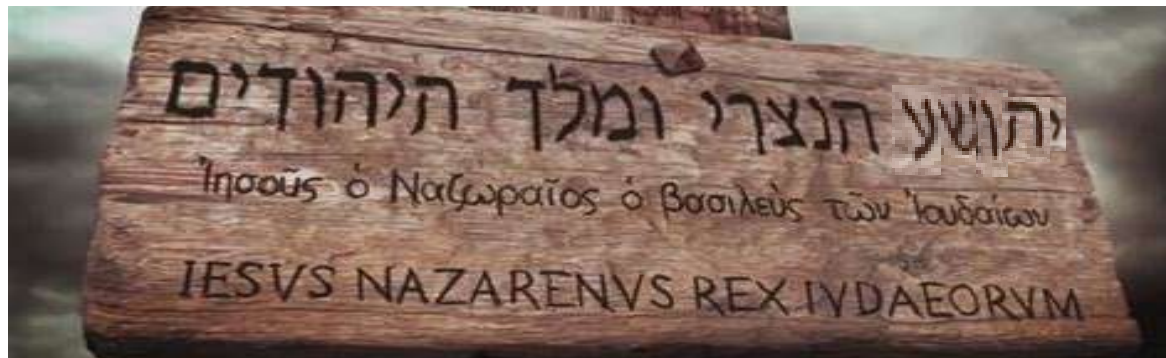 יהושע הנצרי ומלך היהודים
Ἰησοῦς ὁ Ναζωραῖος ὁ βασιλεὺς τῶν Ἰουδαίων
IESVS NAZARENVS REX IVDAEORVM